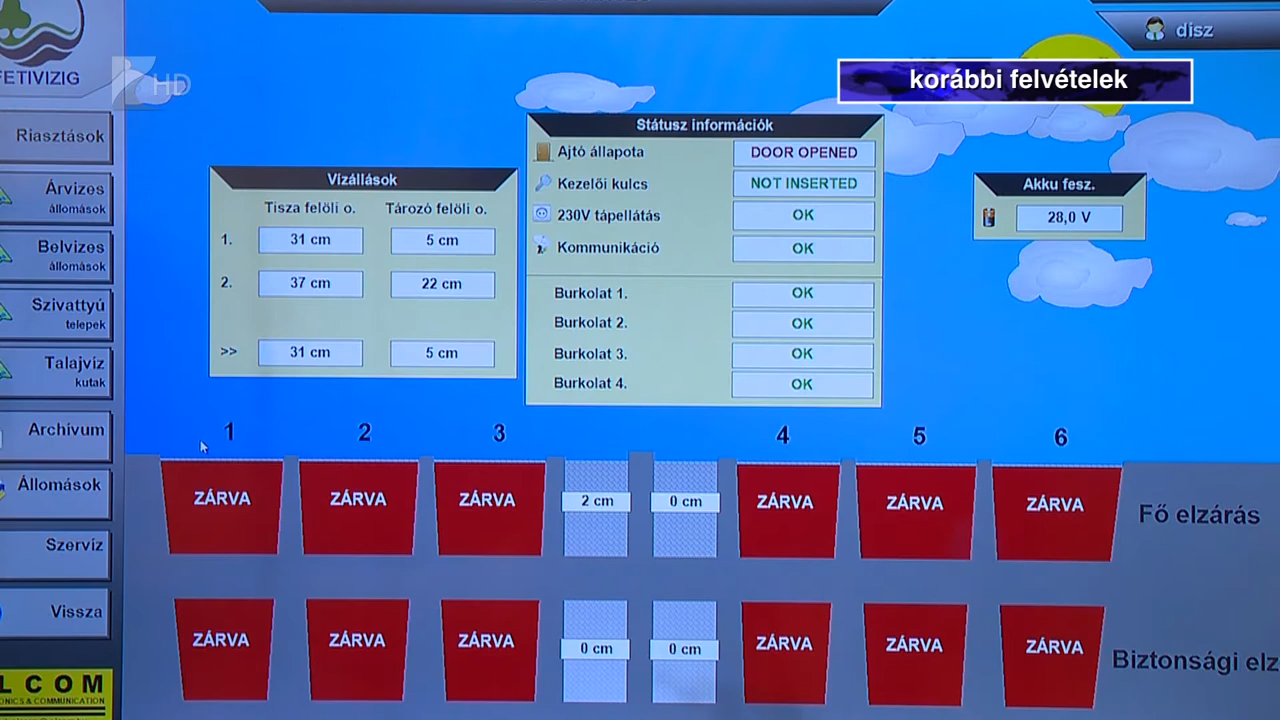 disz
FETIVIZIG
HD
korábbi felvételek
Riasztások
Árvizes
állomások
Belvizes
állomások
Szivattyú
telepek
Talajvíz
kutak
Archívum
Állomások
Szervíz
Vissza
LCOM
ONICS & COMMUNICATION
Vízállások
Tisza felöli o. Tározó felöli o.
1. 31 cm 5 cm
2. 37 cm 22 cm
>> 31 cm 5 cm
Státusz információk
Ajtó állapota DOOR OPENED
Kezelői kulcs NOT INSERTED
230V tápellátás OK
Kommunikáció OK
Burkolat 1. OK
Burkolat 2. OK
Burkolat 3. OK
Burkolat 4. OK
Akku fesz.
28,0 V
1 2 3 4 5 6
ZÁRVA ZÁRVA ZÁRVA 2 cm 0 cm ZÁRVA ZÁRVA ZÁRVA Fő elzárás
ZÁRVA ZÁRVA ZÁRVA 0 cm 0 cm ZÁRVA ZÁRVA ZÁRVA Biztonsági elz